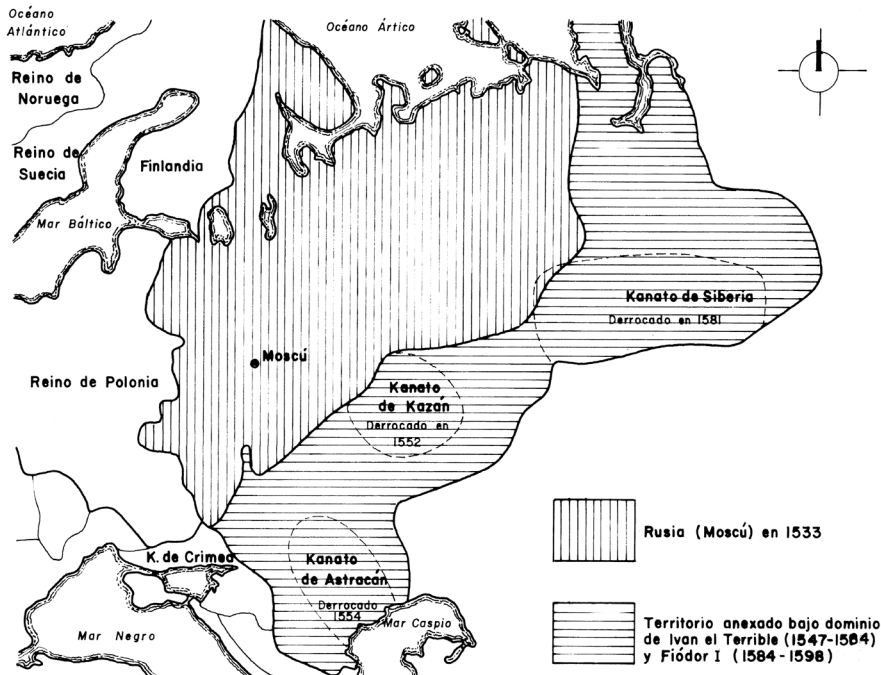 Océano
Atlántico
Océano Ártico
Reino de
Noruega
Reino de
Suecia
Finlandia
Mar Báltico
Kanato de Siberia
Derrocado en 1581
Moscú
Reino de Polonia
Kanato
de Kazán
Derrocado en
1552
Rusia (Moscú) en 1533
K. de Crimea
Kanato
de Astracán
Derrocado
1554
Mar Caspio
Mar Negro
Territorio anexado bajo dominio
de Ivan el Terrible (1547-1564)
y Fiódor I (1584-1598)